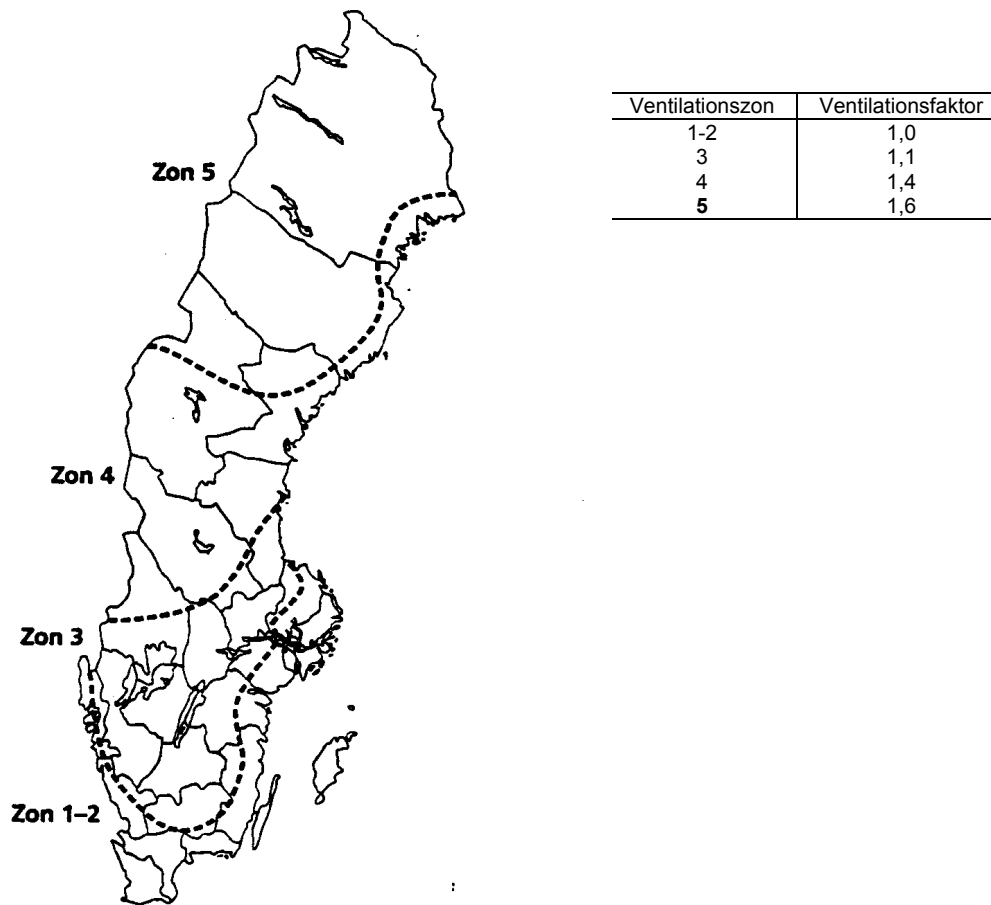 Ventilationszon Ventilationsfaktor
1-2 1,0
3 1,1
4 1,4
5 1,6
Zon 5
Zon 4
Zon 3
Zon 1–2